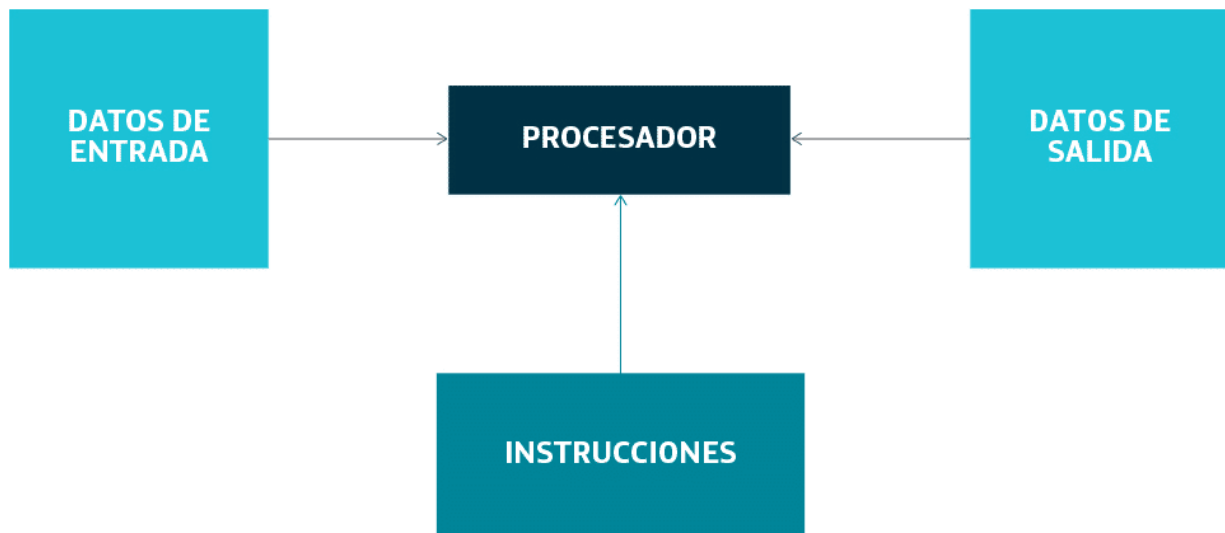 DATOS DE
ENTRADA
PROCESADOR
DATOS DE
SALIDA
INSTRUCCIONES